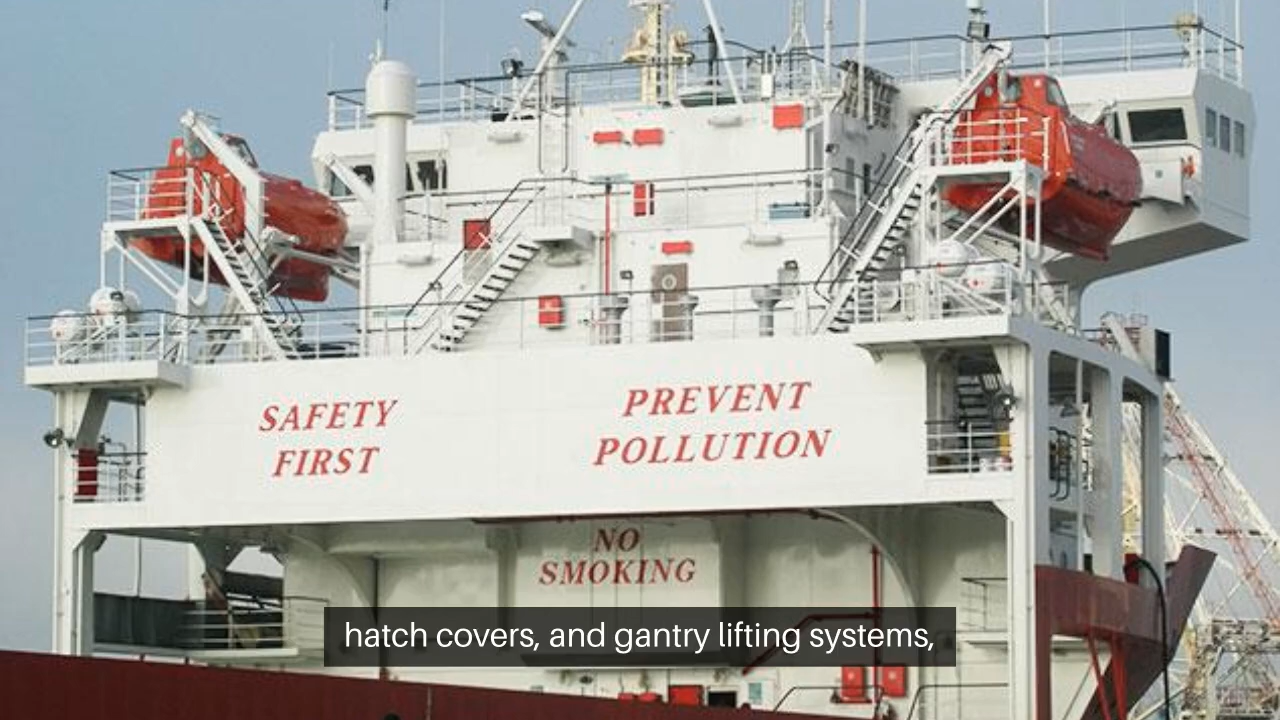 SAFETY
FIRST
PREVENT
POLLUTION
NO
SMOKING
hatch covers, and gantry lifting systems,